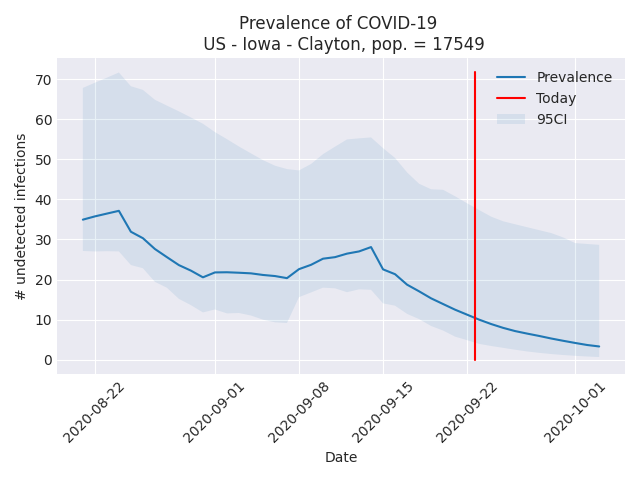 Prevalence of COVID-19
US - Iowa - Clayton, pop. = 17549
# undetected infections
70
60
50
40
30
20
10
0
Prevalence
Today
95CI
2020-08-22
2020-09-01
2020-09-08
2020-09-15
2020-09-22
2020-10-01
Date